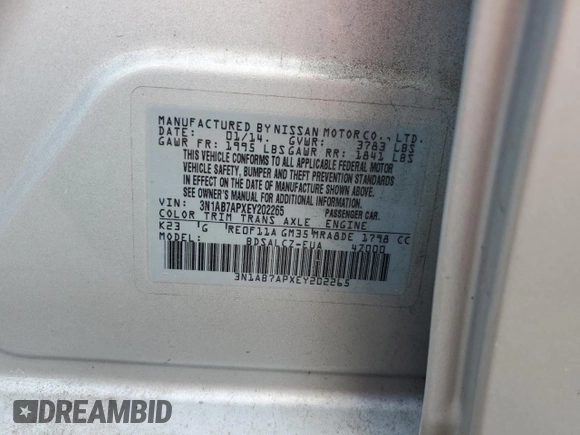 MANUFACTURED BY NISSAN MOTOR CO., LTD.
DATE: 01/14 GVWR: 3783 LBS
GAWR FR: 1995 LBS GAWR RR: 1841 LBS
THIS VEHICLE CONFORMS TO ALL APPLICABLE FEDERAL MOTOR
VEHICLE SAFETY, BUMPER AND THEFT PREVENTION STANDARDS
IN EFFECT ON THE DATE OF MANUFACTURE SHOWN ABOVE.
SEE OWNER'S MANUAL FOR ADDITIONAL INFORMATION
VIN: 3N1AB7APXEY202265 PASSENGER CAR.
COLOR TRIM TRANS AXLE ENGINE
K23 G RE0F11A GM35 MRA8DE 1798 CC
MODEL: BDSALCZ-EUA 47000
3N1AB7APXEY202265
DREAMBID